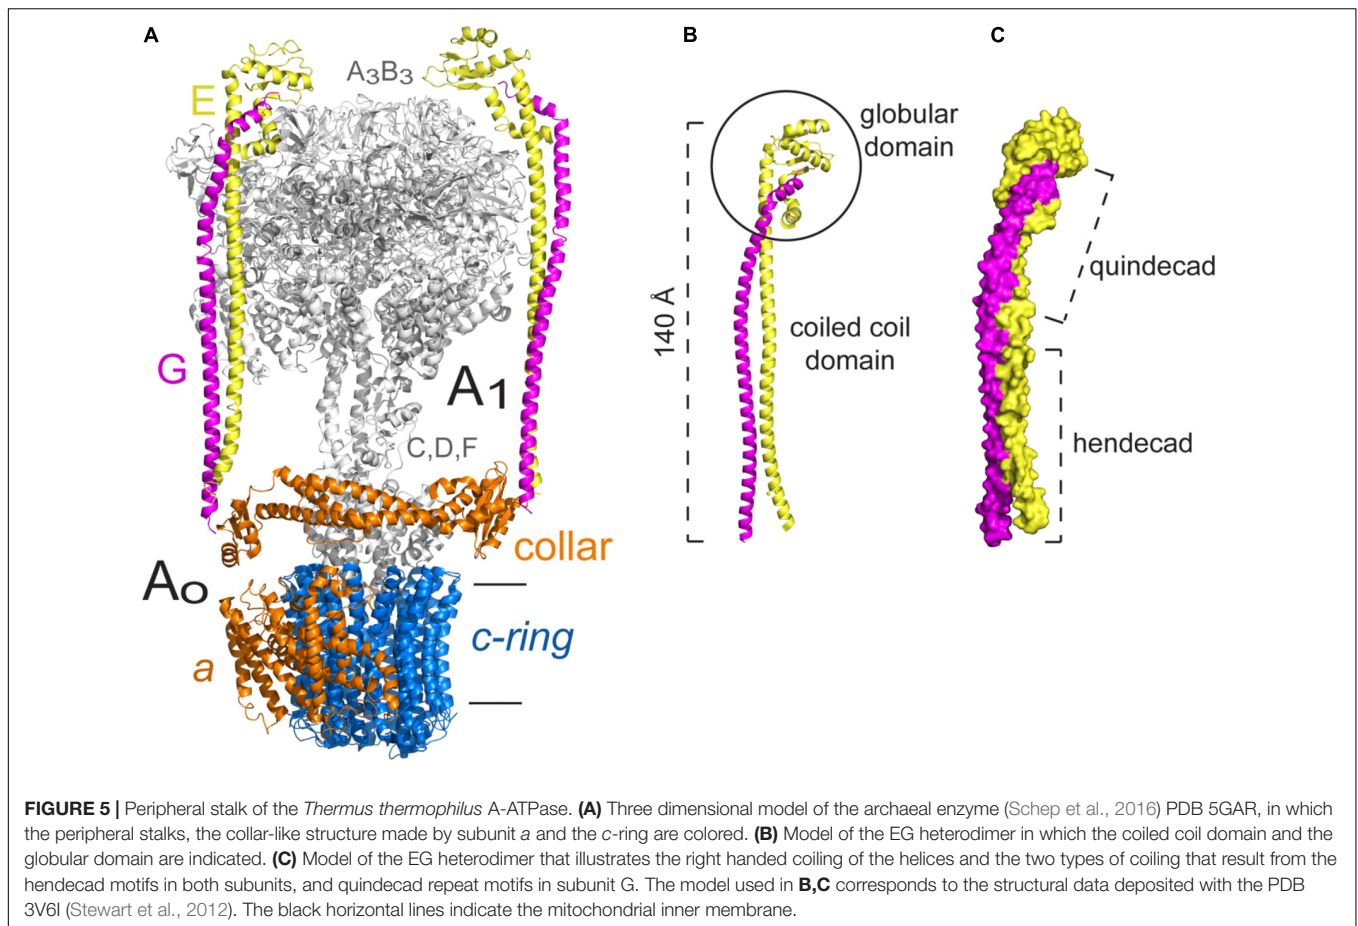 A
B
C
A₃B₃
E
globular
domain
quindecad
140 Å
coiled coil
domain
G
A₁
hendecad
C,D,F
collar
Aₒ
c-ring
a
FIGURE 5 | Peripheral stalk of the Thermus thermophilus A-ATPase. (A) Three dimensional model of the archaeal enzyme (Schep et al., 2016) PDB 5GAR, in which
the peripheral stalks, the collar-like structure made by subunit a and the c-ring are colored. (B) Model of the EG heterodimer in which the coiled coil domain and the
globular domain are indicated. (C) Model of the EG heterodimer that illustrates the right handed coiling of the helices and the two types of coiling that result from the
hendecad motifs in both subunits, and quindecad repeat motifs in subunit G. The model used in B,C corresponds to the structural data deposited with the PDB
3V6I (Stewart et al., 2012). The black horizontal lines indicate the mitochondrial inner membrane.